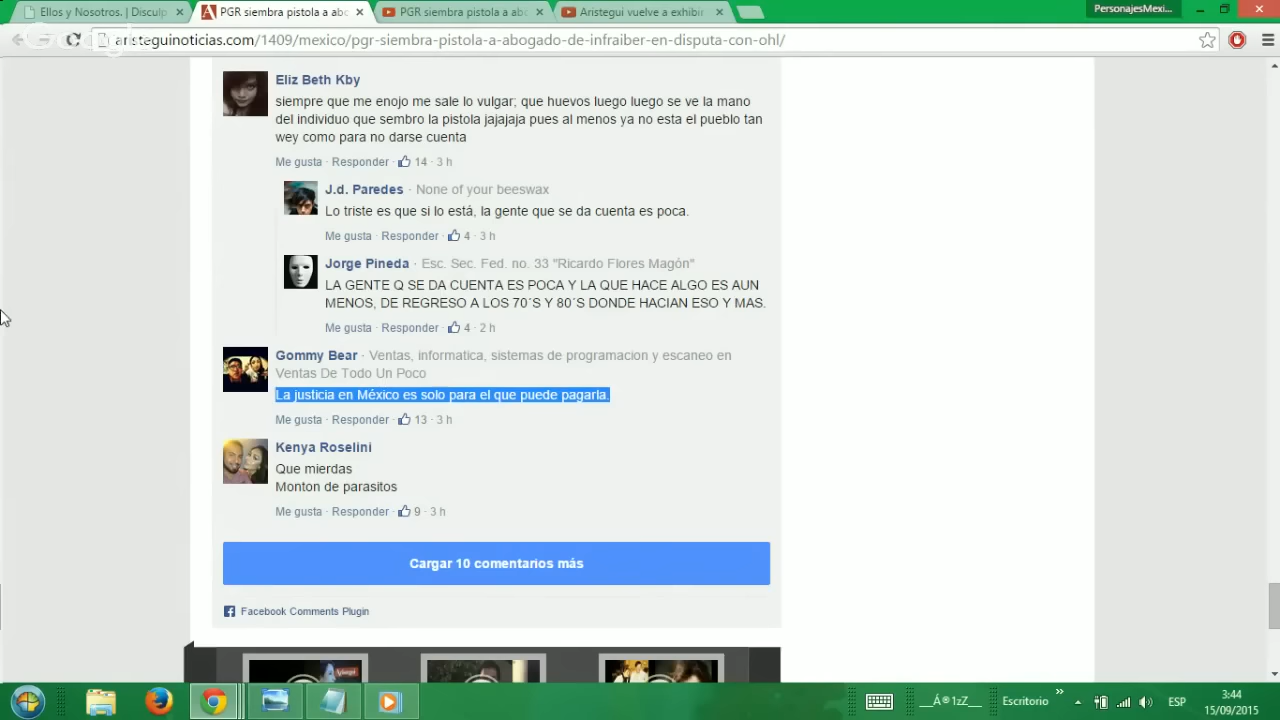 Ellos y Nosotros. | Disculp
PGR siembra pistola a abo
PGR siembra pistola a abo
Aristegui vuelve a exhibir
PersonajesMexi...
aristeguinoticias.com/1409/mexico/pgr-siembra-pistola-a-abogado-de-infraiber-en-disputa-con-ohl/
Eliz Beth Kby
siempre que me enojo me sale lo vulgar; que huevos luego luego se ve la mano
del individuo que sembro la pistola jajajaja pues al menos ya no esta el pueblo tan
wey como para no darse cuenta
Me gusta · Responder · 14 · 3 h
J.d. Paredes · None of your beeswax
Lo triste es que si lo está, la gente que se da cuenta es poca.
Me gusta · Responder · 4 · 3 h
Jorge Pineda · Esc. Sec. Fed. no. 33 "Ricardo Flores Magón"
LA GENTE Q SE DA CUENTA ES POCA Y LA QUE HACE ALGO ES AUN
MENOS, DE REGRESO A LOS 70´S Y 80´S DONDE HACIAN ESO Y MAS.
Me gusta · Responder · 4 · 2 h
Gommy Bear · Ventas, informatica, sistemas de programacion y escaneo en
Ventas De Todo Un Poco
La justicia en México es solo para el que puede pagarla.
Me gusta · Responder · 13 · 3 h
Kenya Roselini
Que mierdas
Monton de parasitos
Me gusta · Responder · 9 · 3 h
Cargar 10 comentarios más
Facebook Comments Plugin
__Á®1zZ__
Escritorio
ESP
3:44
15/09/2015